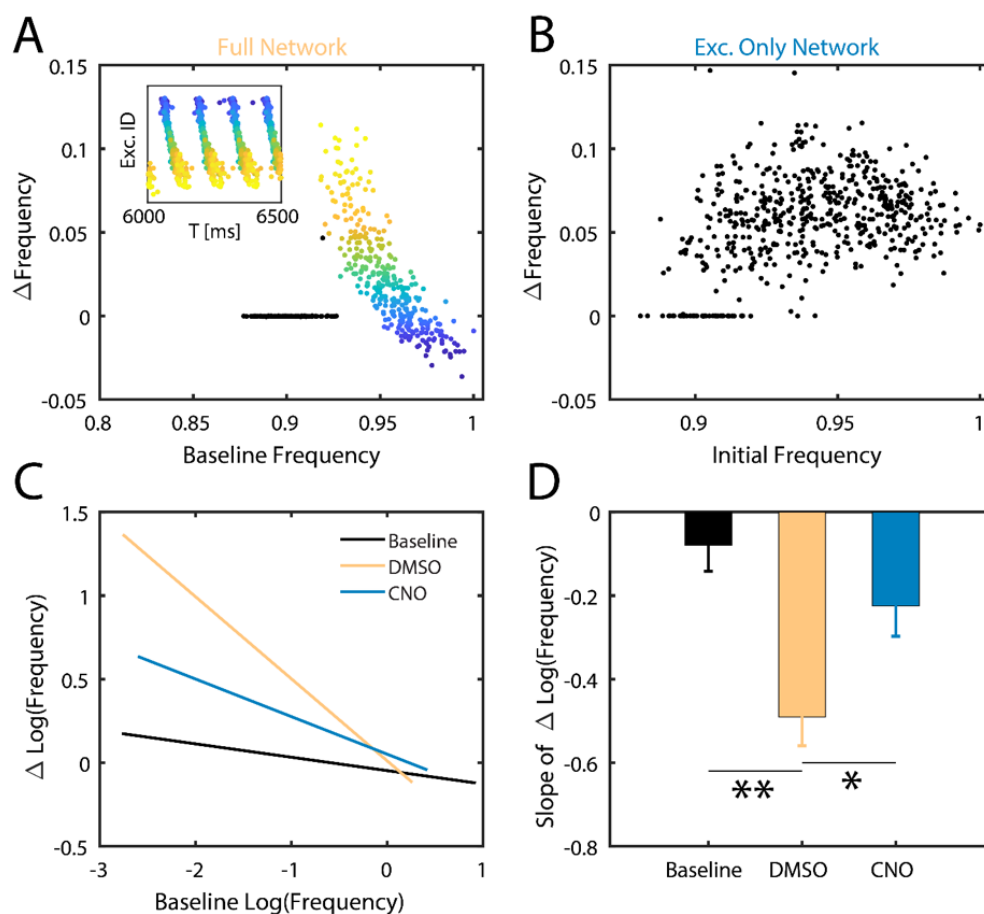 A
Full Network
0.15
0.1
0.05
0
-0.05
△Frequency
Exc. ID
6000
6500
T [ms]
0.8
0.85
0.9
0.95
1
Baseline Frequency
B
Exc. Only Network
0.15
0.1
0.05
0
-0.05
△Frequency
0.9
0.95
1
Initial Frequency
C
1.5
1
0.5
0
-0.5
△ Log(Frequency)
Baseline
DMSO
CNO
-3
-2
-1
0
1
Baseline Log(Frequency)
D
0
-0.2
-0.4
-0.6
-0.8
Slope of △ Log(Frequency)
**
*
Baseline
DMSO
CNO